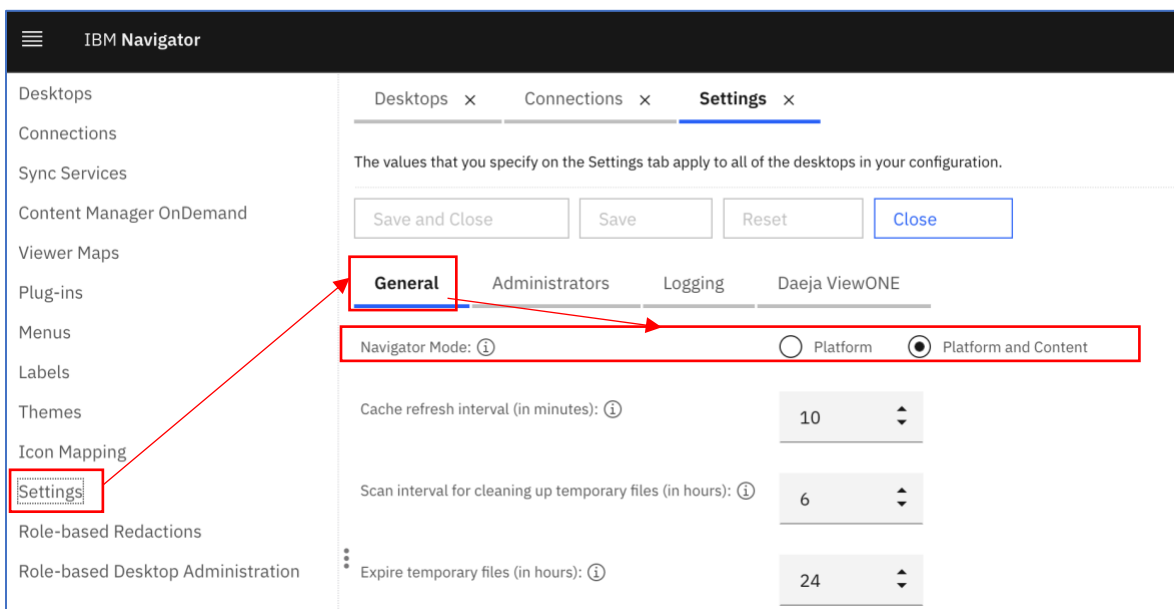 IBM Navigator
Desktops
Connections
Sync Services
Content Manager OnDemand
Viewer Maps
Plug-ins
Menus
Labels
Themes
Icon Mapping
Settings
Role-based Redactions
Role-based Desktop Administration
Desktops × Connections × Settings ×
The values that you specify on the Settings tab apply to all of the desktops in your configuration.
Save and Close Save Reset Close
General Administrators Logging Daeja ViewONE
Navigator Mode: Platform Platform and Content
Cache refresh interval (in minutes): 10
Scan interval for cleaning up temporary files (in hours): 6
Expire temporary files (in hours): 24